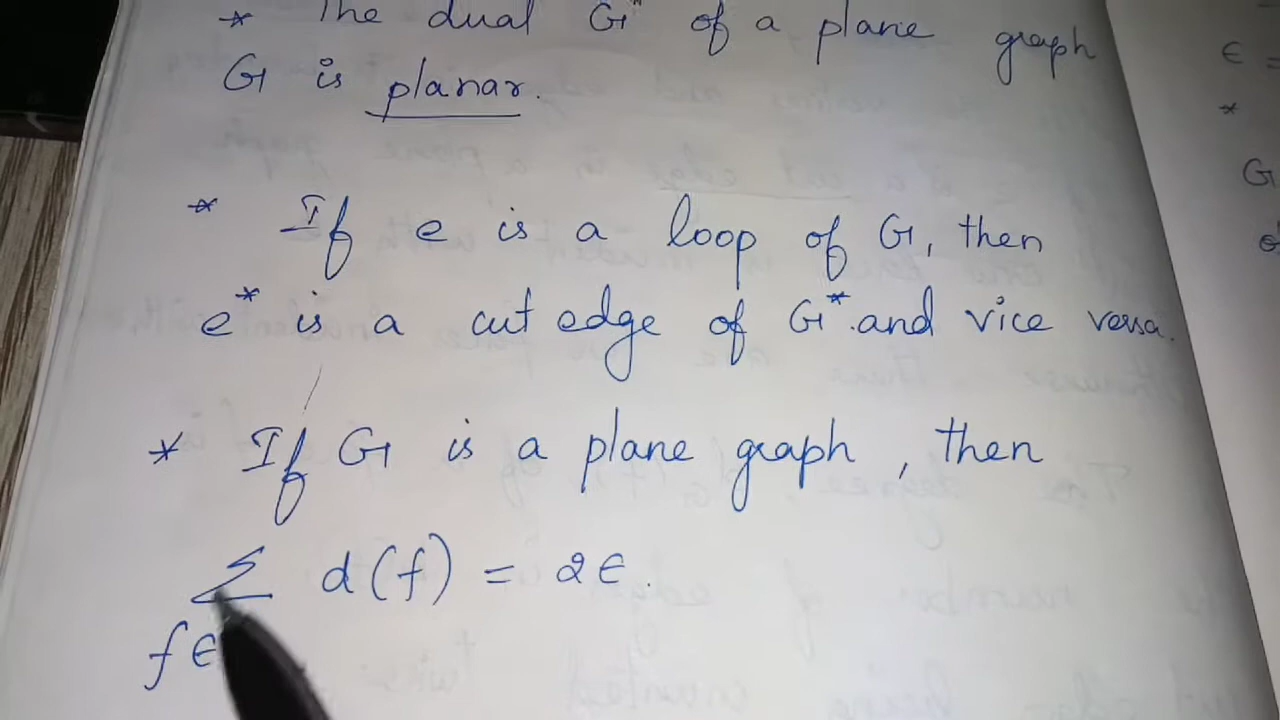 * The dual G* of a plane graph
G is planar.
* If e is a loop of G, then
e* is a cut edge of G* and vice versa.
* If G is a plane graph, then
∑ d(f) = 2ϵ.
f ∈
ϵ =
*
G